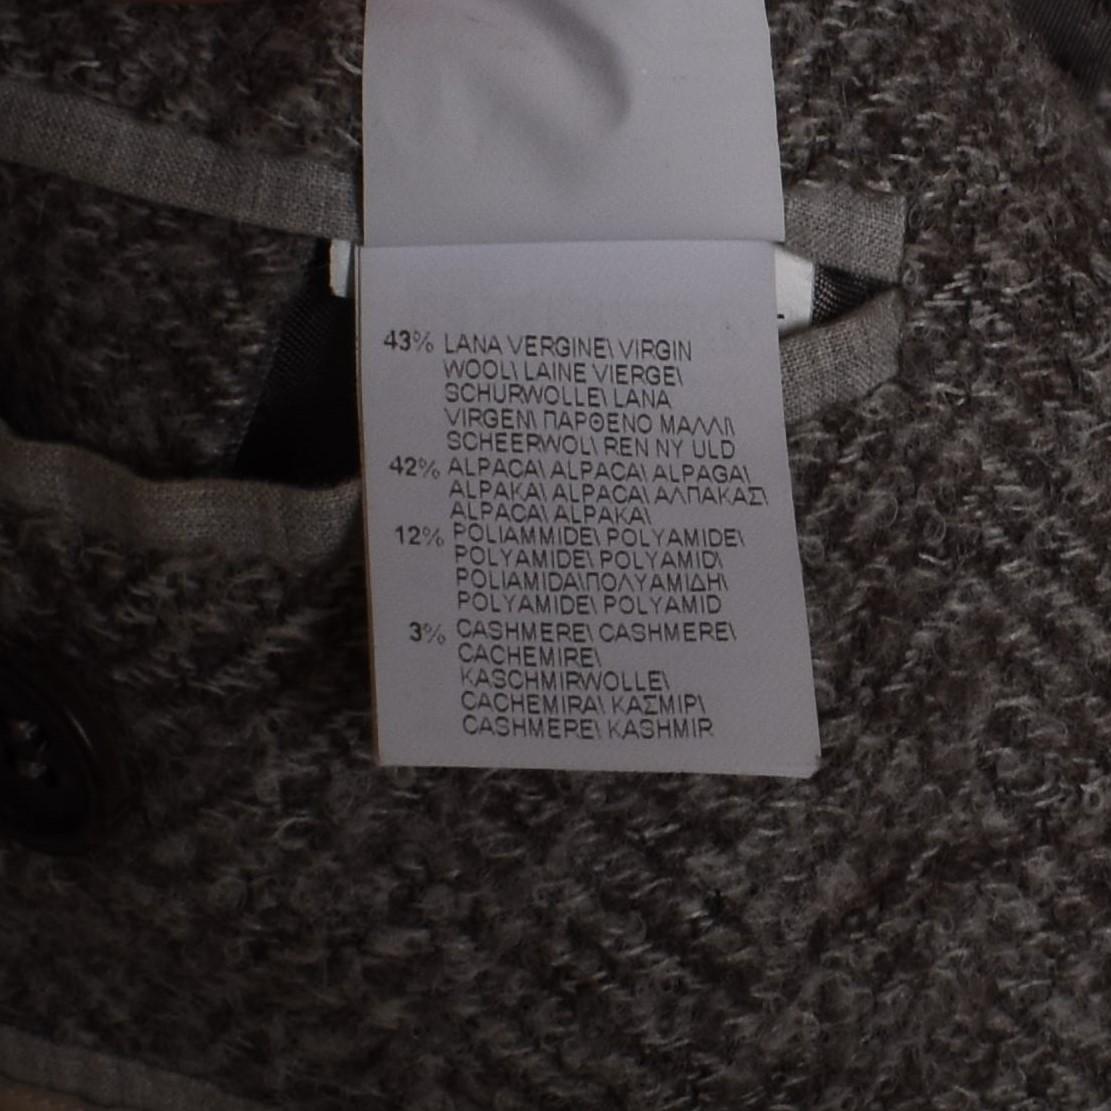 43% LANA VERGINE\ VIRGIN
WOOL\ LAINE VIERGE\
SCHURWOLLE\ LANA
VIRGEN\ ΠΑΡΘΕΝΟ ΜΑΛΛΙ\
SCHEERWOL\ REN NY ULD
42% ALPACA\ ALPACA\ ALPAGA\
ALPAKA\ ALPACA\ ΑΛΠΑΚΑΣ\
ALPACA\ ALPAKA\
12% POLIAMMIDE\ POLYAMIDE\
POLYAMIDE\ POLYAMID\
POLIAMIDA\ΠΟΛΥΑΜΙΔΗ\
POLYAMIDE\ POLYAMID
3% CASHMERE\ CASHMERE\
CACHEMIRE\
KASCHMIRWOLLE\
CACHEMIRA\ ΚΑΣΜΙΡ\
CASHMERE\ KASHMIR